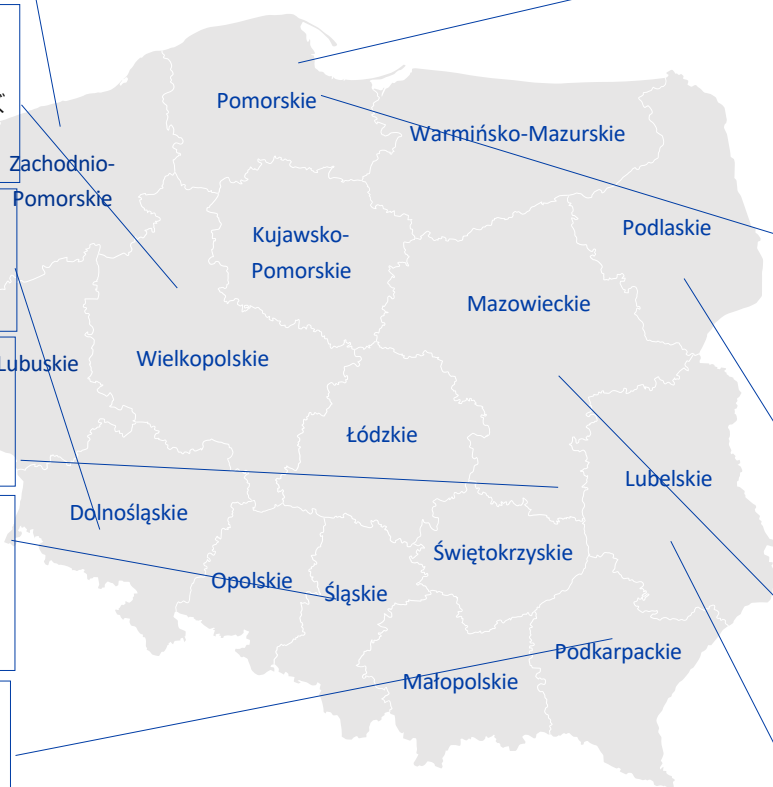 Pomorskie
Warmińsko-Mazurskie
Zachodnio-
Pomorskie
Podlaskie
Kujawsko-
Pomorskie
Mazowieckie
Wielkopolskie
Lubuskie
Łódzkie
Lubelskie
Dolnośląskie
Świętokrzyskie
Opolskie
Śląskie
Podkarpackie
Małopolskie